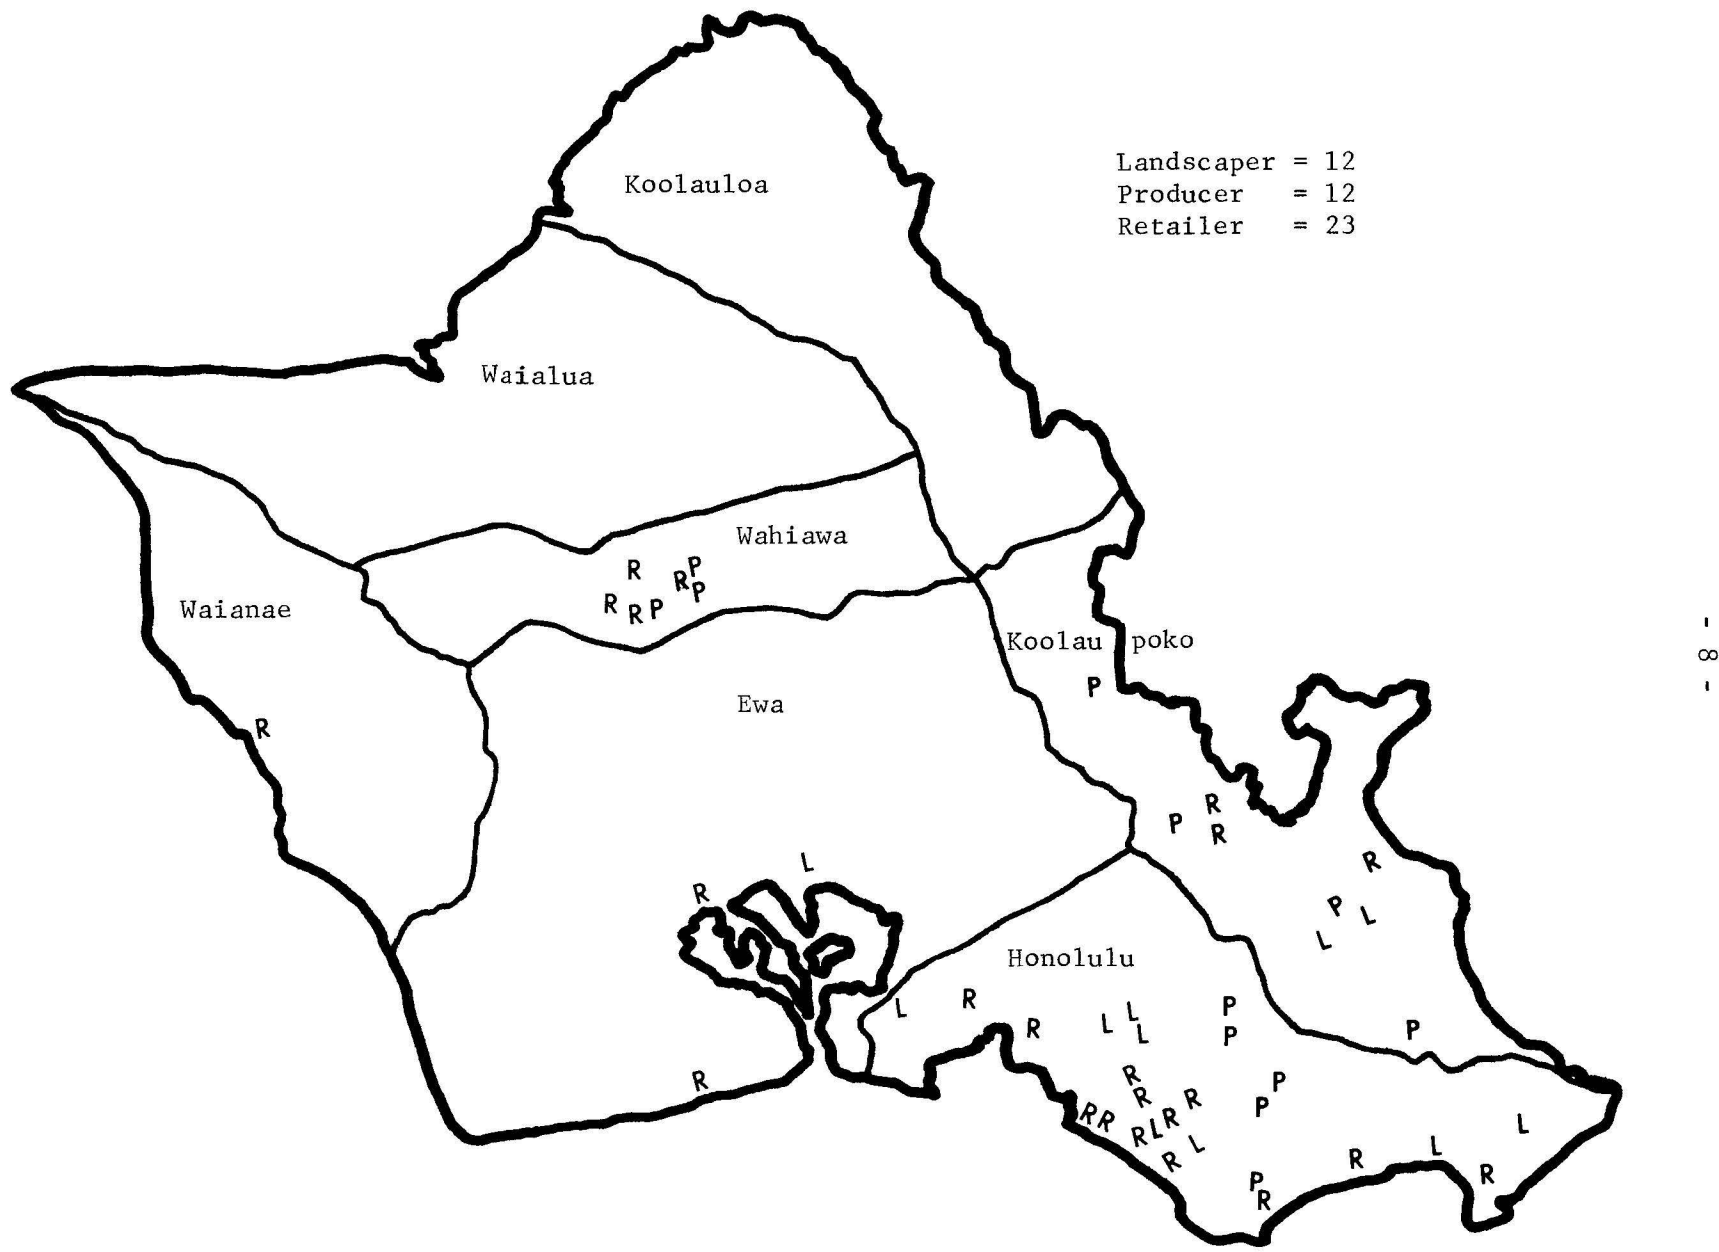 Koolauloa
Landscaper = 12
Producer = 12
Retailer = 23
Waialua
Wahiawa
R
P
R
P
R
R
P
Waianae
Koolau poko
- 8 -
P
Ewa
R
R
P
R
L
R
R
P
L
L
Honolulu
L
R
R
L
L
L
P
P
P
R
R
R
R
R
R
P
P
R
L
R
L
R
L
L
R
R
P
R